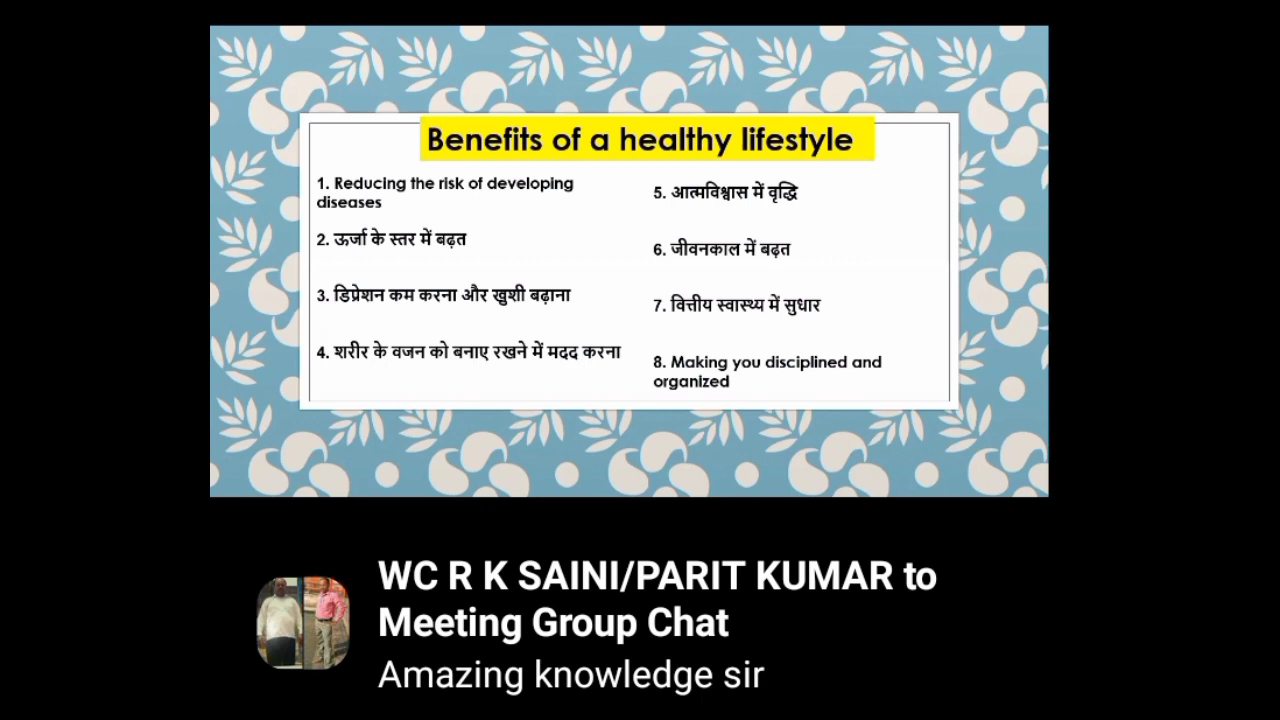 Benefits of a healthy lifestyle
1. Reducing the risk of developing
diseases
2. ऊर्जा के स्तर में बढ़त
3. डिप्रेशन कम करना और खुशी बढ़ाना
4. शरीर के वजन को बनाए रखने में मदद करना
5. आत्मविश्वास में वृद्धि
6. जीवनकाल में बढ़त
7. वित्तीय स्वास्थ्य में सुधार
8. Making you disciplined and
organized
WC R K SAINI/PARIT KUMAR to
Meeting Group Chat
Amazing knowledge sir